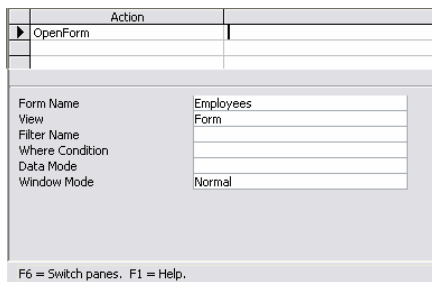 Action
OpenForm
Form Name Employees
View Form
Filter Name
Where Condition
Data Mode
Window Mode Normal
F6 = Switch panes. F1 = Help.